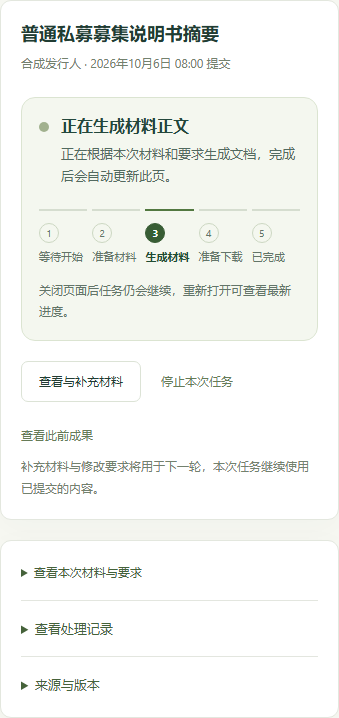 普通私募募集说明书摘要
合成发行人 · 2026年10月6日 08:00 提交
正在生成材料正文
正在根据本次材料和要求生成文档，完成
后会自动更新此页。
1 2 3 4 5
等待开始 准备材料 生成材料 准备下载 已完成
关闭页面后任务仍会继续，重新打开可查看最新
进度。
查看与补充材料 停止本次任务
查看此前成果
补充材料与修改要求将用于下一轮，本次任务继续使用
已提交的内容。
查看本次材料与要求
查看处理记录
来源与版本